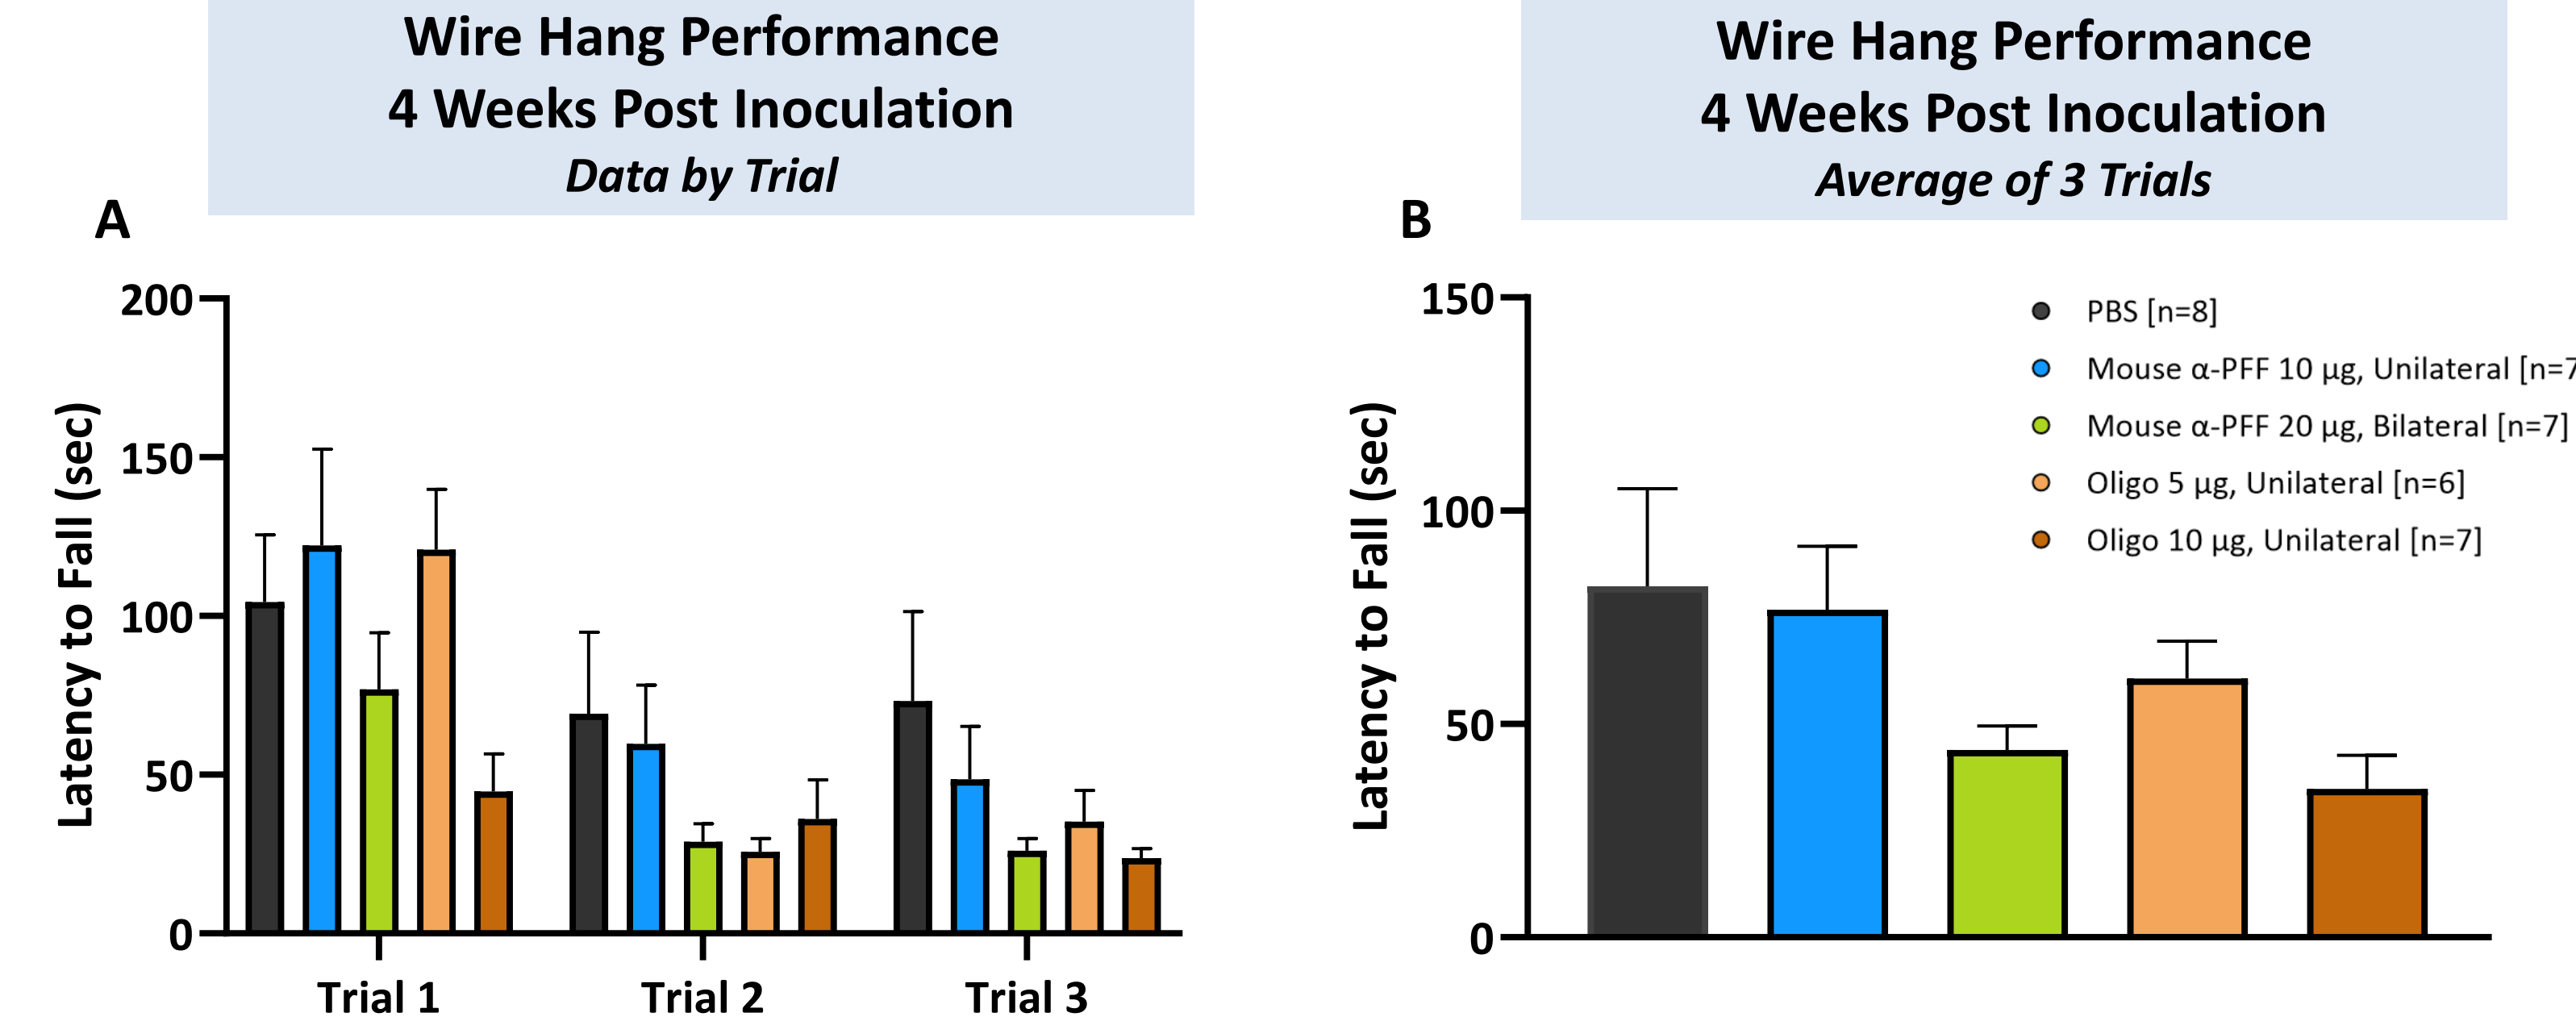 Wire Hang Performance
4 Weeks Post Inoculation
Data by Trial
A
Latency to Fall (sec)
200
150
100
50
0
Trial 1
Trial 2
Trial 3
Wire Hang Performance
4 Weeks Post Inoculation
Average of 3 Trials
B
Latency to Fall (sec)
150
100
50
0
PBS [n=8]
Mouse α-PFF 10 μg, Unilateral [n=7
Mouse α-PFF 20 μg, Bilateral [n=7]
Oligo 5 μg, Unilateral [n=6]
Oligo 10 μg, Unilateral [n=7]